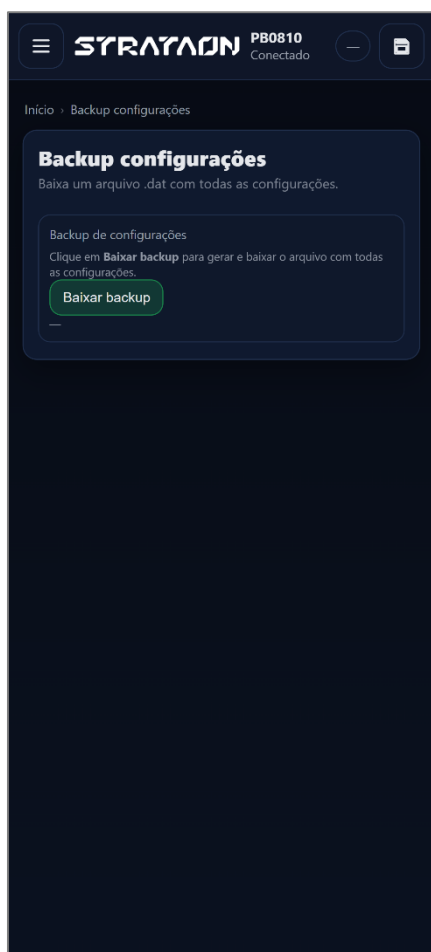 STRATAON
PB0810
Conectado
—
Início › Backup configurações
Backup configurações
Baixa um arquivo .dat com todas as configurações.
Backup de configurações
Clique em Baixar backup para gerar e baixar o arquivo com todas
as configurações.
Baixar backup
—